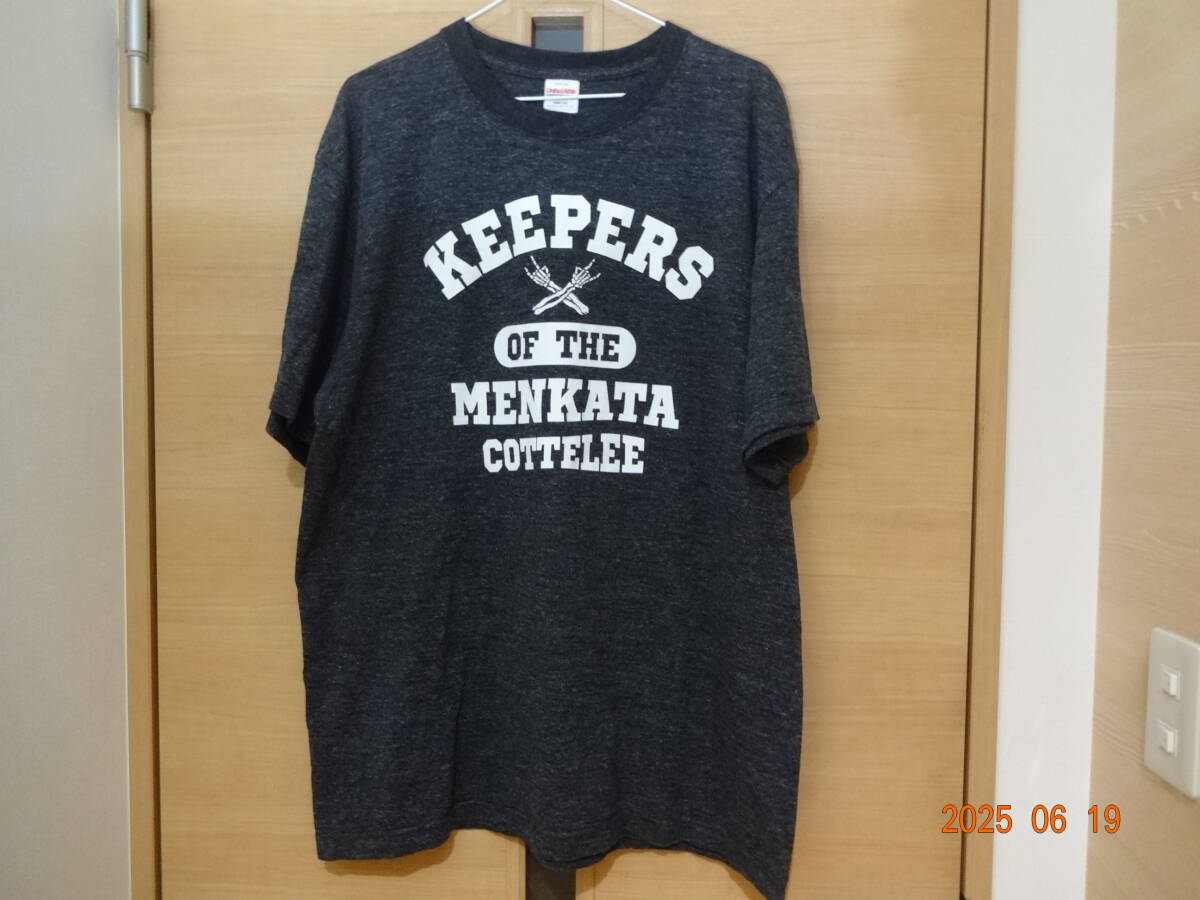 KEEPERS
OF THE
MENKATA
COTTELEE
2025 06 19